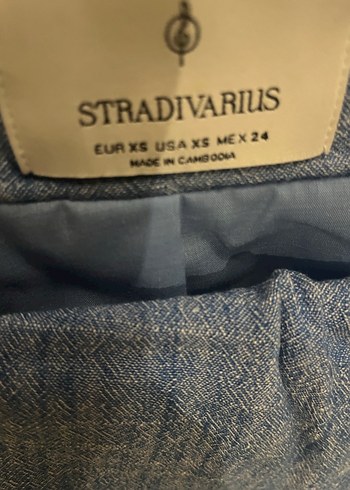 STRADIVARIUS
EUR XS USA XS MEX 24
MADE IN CAMBODIA